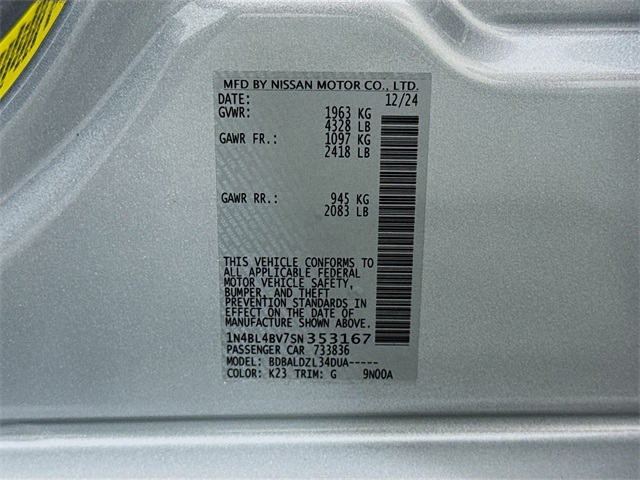 MFD BY NISSAN MOTOR CO., LTD.
DATE: 12/24
GVWR: 1963 KG
4328 LB
GAWR FR.: 1097 KG
2418 LB
GAWR RR.: 945 KG
2083 LB
THIS VEHICLE CONFORMS TO
ALL APPLICABLE FEDERAL
MOTOR VEHICLE SAFETY,
BUMPER, AND THEFT
PREVENTION STANDARDS IN
EFFECT ON THE DATE OF
MANUFACTURE SHOWN ABOVE.
1N4BL4BV7SN353167
PASSENGER CAR 733836
MODEL: BDBALDZL34DUA-----
COLOR: K23 TRIM: G 9N00A